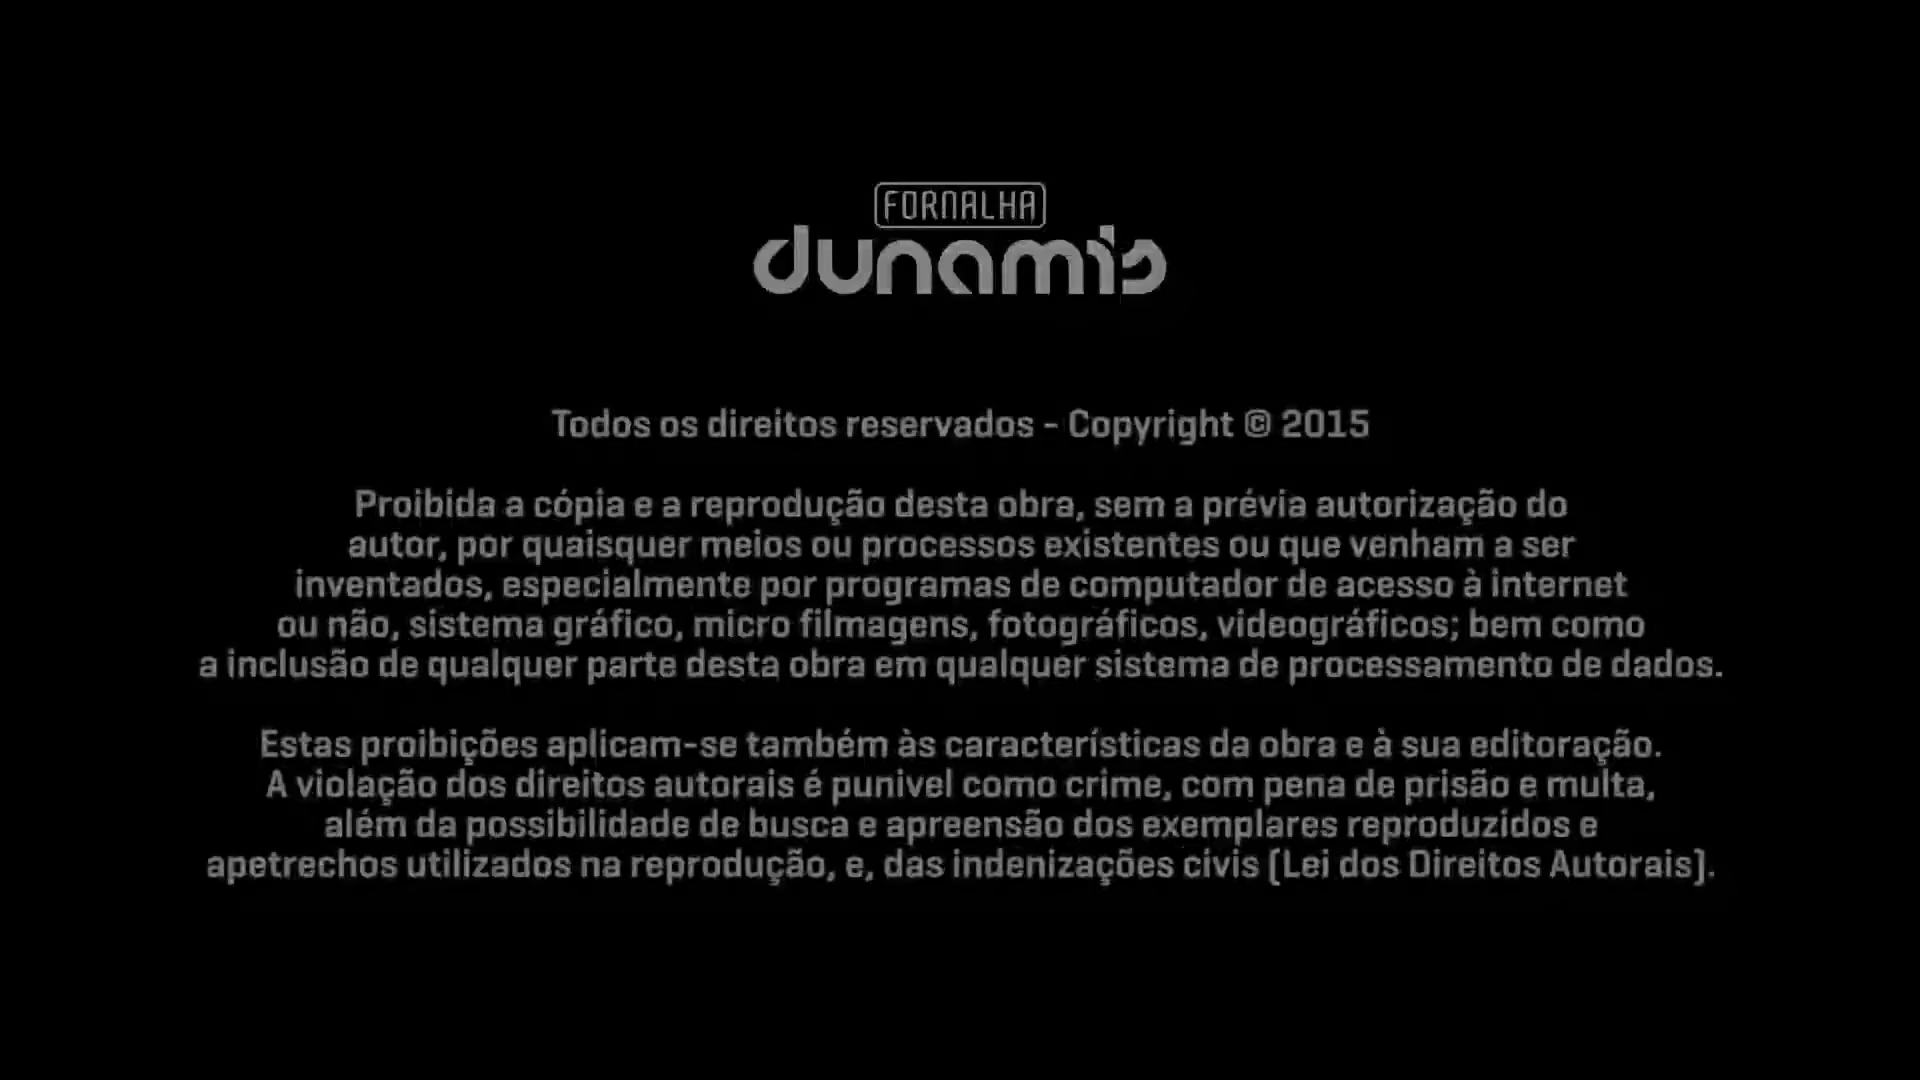 FORNALHA
dunamis
Todos os direitos reservados - Copyright © 2015
Proibida a cópia e a reprodução desta obra, sem a prévia autorização do
autor, por quaisquer meios ou processos existentes ou que venham a ser
inventados, especialmente por programas de computador de acesso à internet
ou não, sistema gráfico, micro filmagens, fotográficos, videográficos; bem como
a inclusão de qualquer parte desta obra em qualquer sistema de processamento de dados.
Estas proibições aplicam-se também às características da obra e à sua editoração.
A violação dos direitos autorais é punivel como crime, com pena de prisão e multa,
além da possibilidade de busca e apreensão dos exemplares reproduzidos e
apetrechos utilizados na reprodução, e, das indenizações civis (Lei dos Direitos Autorais).